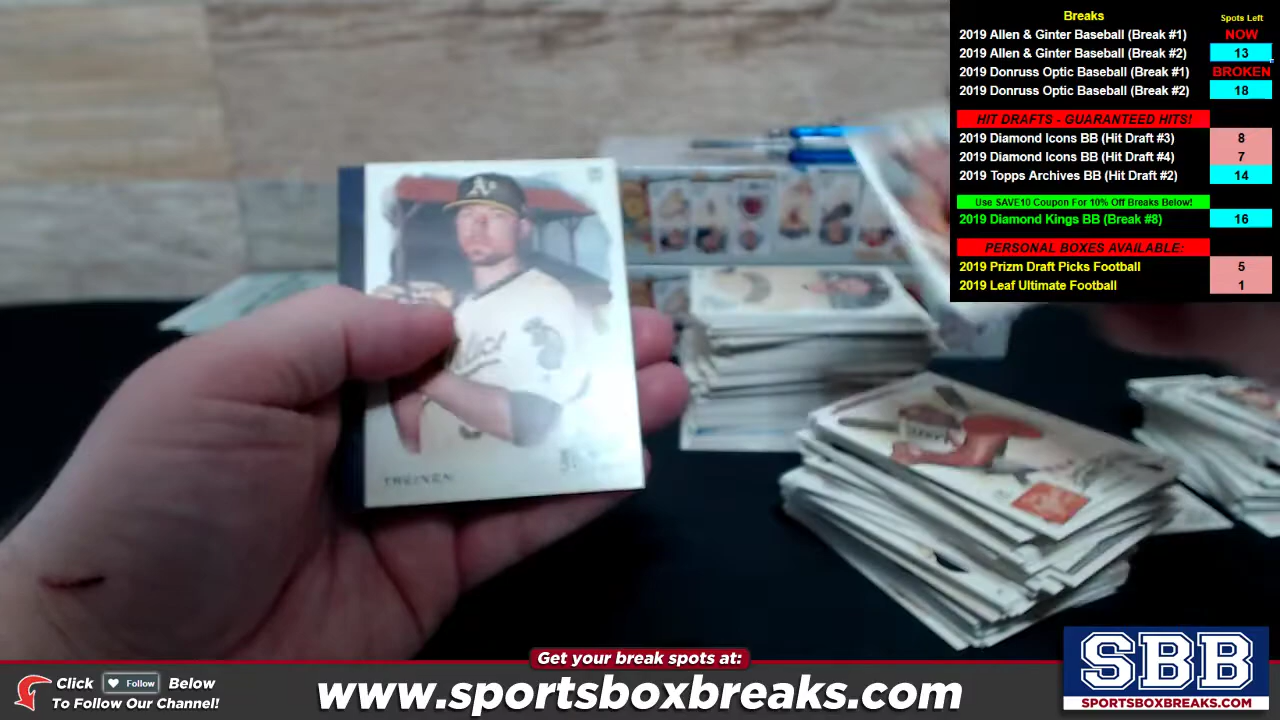 Breaks Spots Left
2019 Allen & Ginter Baseball (Break #1) NOW
2019 Allen & Ginter Baseball (Break #2) 13
2019 Donruss Optic Baseball (Break #1) BROKEN
2019 Donruss Optic Baseball (Break #2) 18
HIT DRAFTS - GUARANTEED HITS!
2019 Diamond Icons BB (Hit Draft #3) 8
2019 Diamond Icons BB (Hit Draft #4) 7
2019 Topps Archives BB (Hit Draft #2) 14
Use SAVE10 Coupon For 10% Off Breaks Below!
2019 Diamond Kings BB (Break #8) 16
PERSONAL BOXES AVAILABLE:
2019 Prizm Draft Picks Football 5
2019 Leaf Ultimate Football 1
A's
TREINEN
Get your break spots at:
Click Follow Below
To Follow Our Channel!
www.sportsboxbreaks.com
SBB
SPORTSBOXBREAKS.COM